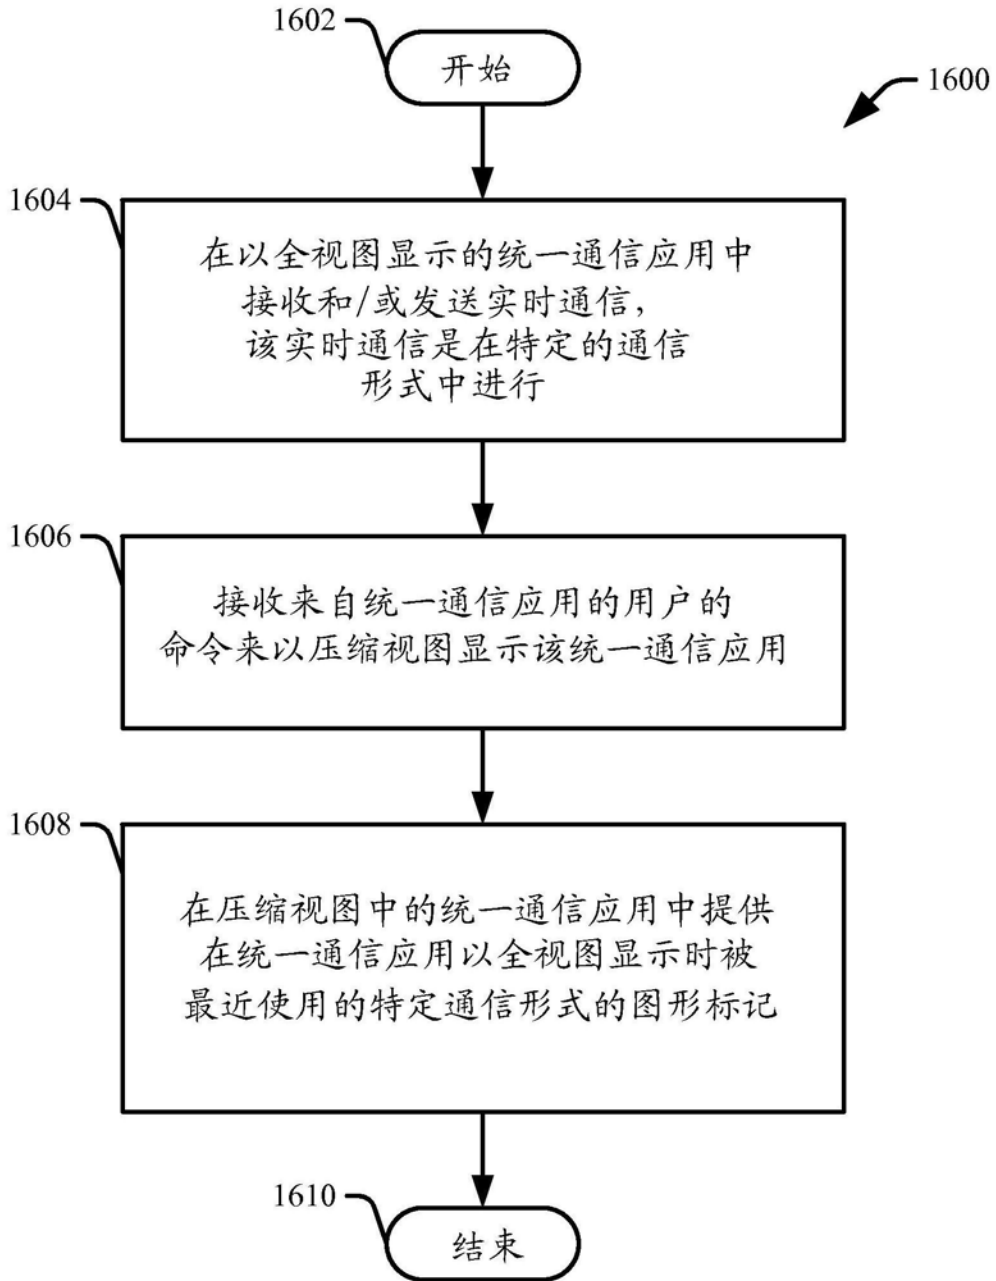 1602
开始
1600
1604
在以全视图显示的统一通信应用中
接收和/或发送实时通信，
该实时通信是在特定的通信
形式中进行
1606
接收来自统一通信应用的用户的
命令来以压缩视图显示该统一通信应用
1608
在压缩视图中的统一通信应用中提供
在统一通信应用以全视图显示时被
最近使用的特定通信形式的图形标记
1610
结束